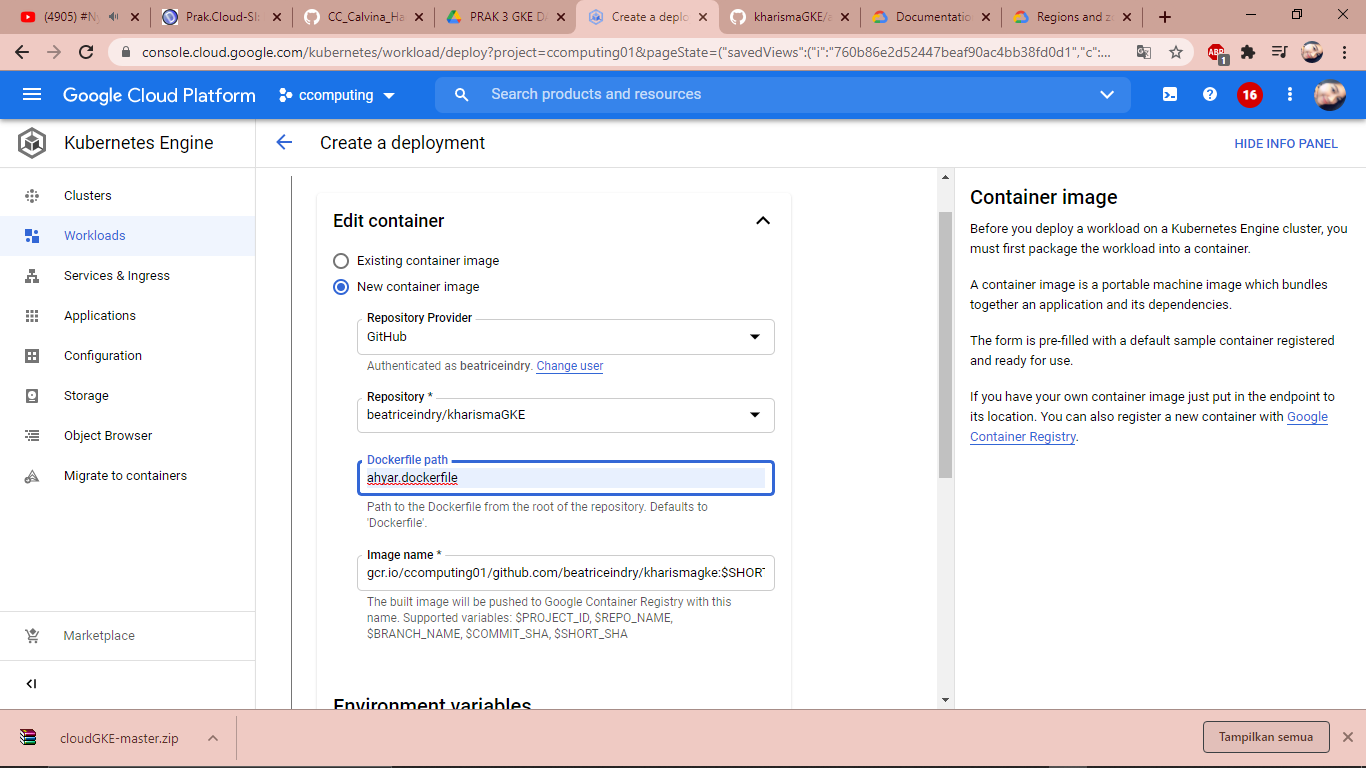 (4905) #Ny
Prak.Cloud-Sl
CC_Calvina_Ha
PRAK 3 GKE D
Create a deplo
kharismaGKE/a
Documentatio
Regions and z
console.cloud.google.com/kubernetes/workload/deploy?project=ccomputing01&pageState=("savedViews":("i":"760b86e2d52447beaf90ac4bb38fd0d1","c":...
ABP
1
Google Cloud Platform
ccomputing
Search products and resources
16
Kubernetes Engine
Create a deployment
HIDE INFO PANEL
Clusters
Workloads
Services & Ingress
Applications
Configuration
Storage
Object Browser
Migrate to containers
Marketplace
Edit container
Existing container image
New container image
Repository Provider
GitHub
Authenticated as beatriceindry. Change user
Repository *
beatriceindry/kharismaGKE
Dockerfile path
ahyar.dockerfile
Path to the Dockerfile from the root of the repository. Defaults to
'Dockerfile'.
Image name *
gcr.io/ccomputing01/github.com/beatriceindry/kharismagke:$SHORT
The built image will be pushed to Google Container Registry with this
name. Supported variables: $PROJECT_ID, $REPO_NAME,
$BRANCH_NAME, $COMMIT_SHA, $SHORT_SHA
Environment variables
Container image
Before you deploy a workload on a Kubernetes Engine cluster, you
must first package the workload into a container.
A container image is a portable machine image which bundles
together an application and its dependencies.
The form is pre-filled with a default sample container registered
and ready for use.
If you have your own container image just put in the endpoint to
its location. You can also register a new container with Google
Container Registry.
cloudGKE-master.zip
Tampilkan semua